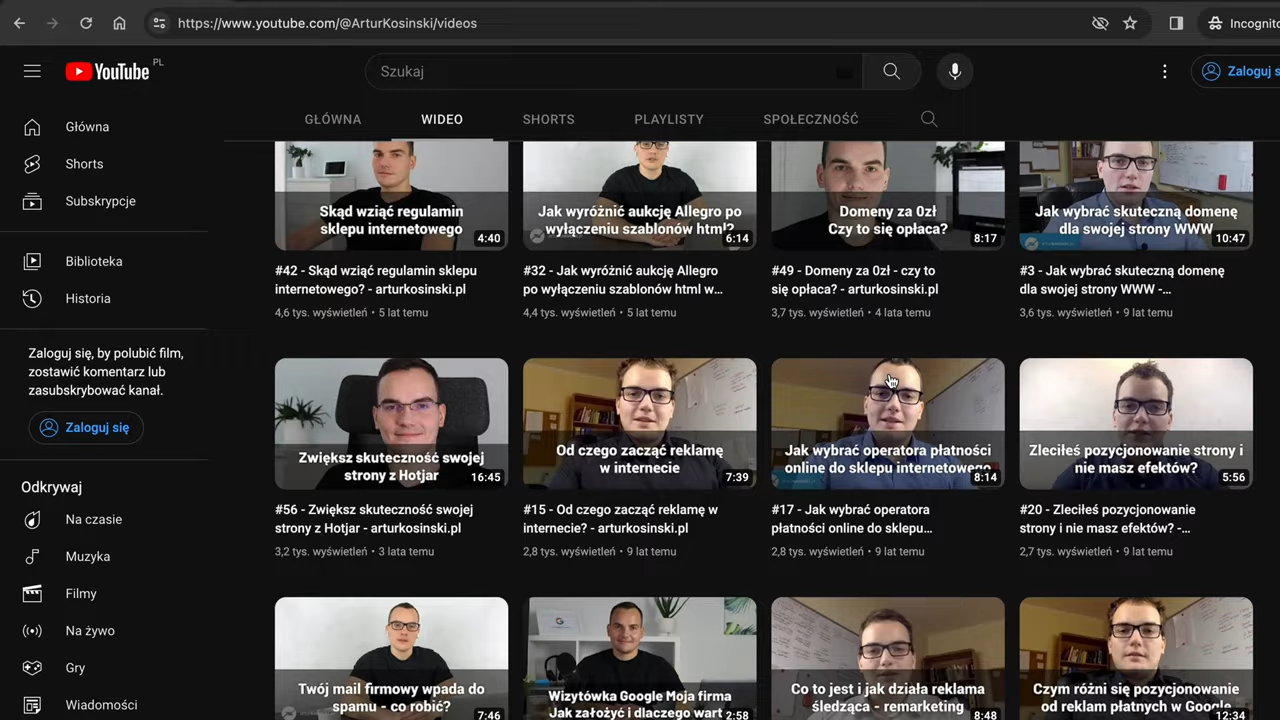 https://www.youtube.com/@ArturKosinski/videos
Incognito
YouTube PL
Szukaj
Zaloguj s
GŁÓWNA WIDEO SHORTS PLAYLISTY SPOŁECZNOŚĆ
Główna
Shorts
Subskrypcje
Biblioteka
Historia
Zaloguj się, by polubić film,
zostawić komentarz lub
zasubskrybować kanał.
Zaloguj się
Odkrywaj
Na czasie
Muzyka
Filmy
Na żywo
Gry
Wiadomości
Skąd wziąć regulamin
sklepu internetowego
4:40
#42 - Skąd wziąć regulamin sklepu
internetowego? - arturkosinski.pl
4,6 tys. wyświetleń • 5 lat temu
Jak wyróżnić aukcję Allegro po
wyłączeniu szablonów html?
6:14
#32 - Jak wyróżnić aukcję Allegro
po wyłączeniu szablonów html w...
4,4 tys. wyświetleń • 5 lat temu
Domeny za 0zł
Czy to się opłaca?
8:17
#49 - Domeny za 0zł - czy to
się opłaca? - arturkosinski.pl
3,7 tys. wyświetleń • 4 lata temu
Jak wybrać skuteczną domenę
dla swojej strony WWW
10:47
#3 - Jak wybrać skuteczną domenę
dla swojej strony WWW -...
3,6 tys. wyświetleń • 9 lat temu
Zwiększ skuteczność swojej
strony z Hotjar
16:45
#56 - Zwiększ skuteczność swojej
strony z Hotjar - arturkosinski.pl
3,2 tys. wyświetleń • 3 lata temu
Od czego zacząć reklamę
w internecie
7:39
#15 - Od czego zacząć reklamę w
internecie? - arturkosinski.pl
2,8 tys. wyświetleń • 9 lat temu
Jak wybrać operatora płatności
online do sklepu internetowego
8:14
#17 - Jak wybrać operatora
płatności online do sklepu...
2,8 tys. wyświetleń • 9 lat temu
Zleciłeś pozycjonowanie strony i
nie masz efektów?
5:56
#20 - Zleciłeś pozycjonowanie
strony i nie masz efektów? -...
2,7 tys. wyświetleń • 9 lat temu
Twój mail firmowy wpada do
spamu - co robić?
7:46
Wizytówka Google Moja firma
Jak założyć i dlaczego wart
2:58
Co to jest i jak działa reklama
śledząca - remarketing
8:48
Czym różni się pozycjonowanie
od reklam płatnych w Google
12:34